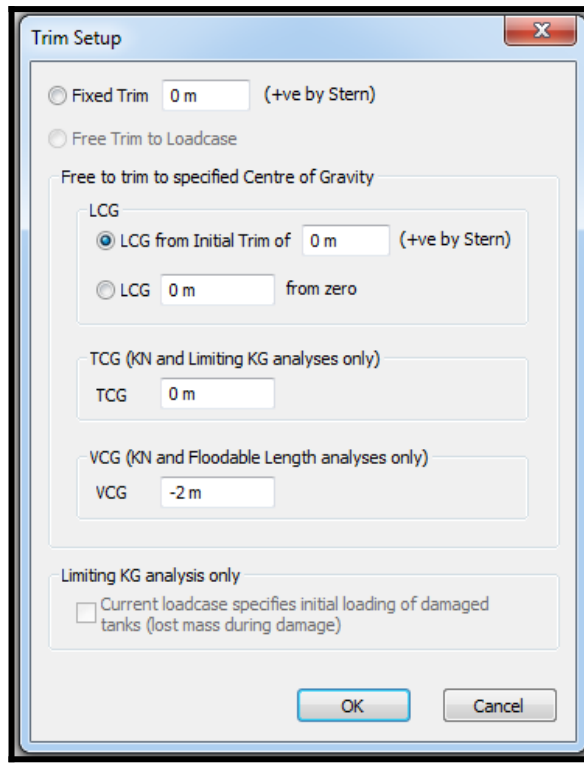 Trim Setup
Fixed Trim 0 m (+ve by Stern)
Free Trim to Loadcase
Free to trim to specified Centre of Gravity
LCG
LCG from Initial Trim of 0 m (+ve by Stern)
LCG 0 m from zero
TCG (KN and Limiting KG analyses only)
TCG 0 m
VCG (KN and Floodable Length analyses only)
VCG -2 m
Limiting KG analysis only
Current loadcase specifies initial loading of damaged
tanks (lost mass during damage)
OK Cancel